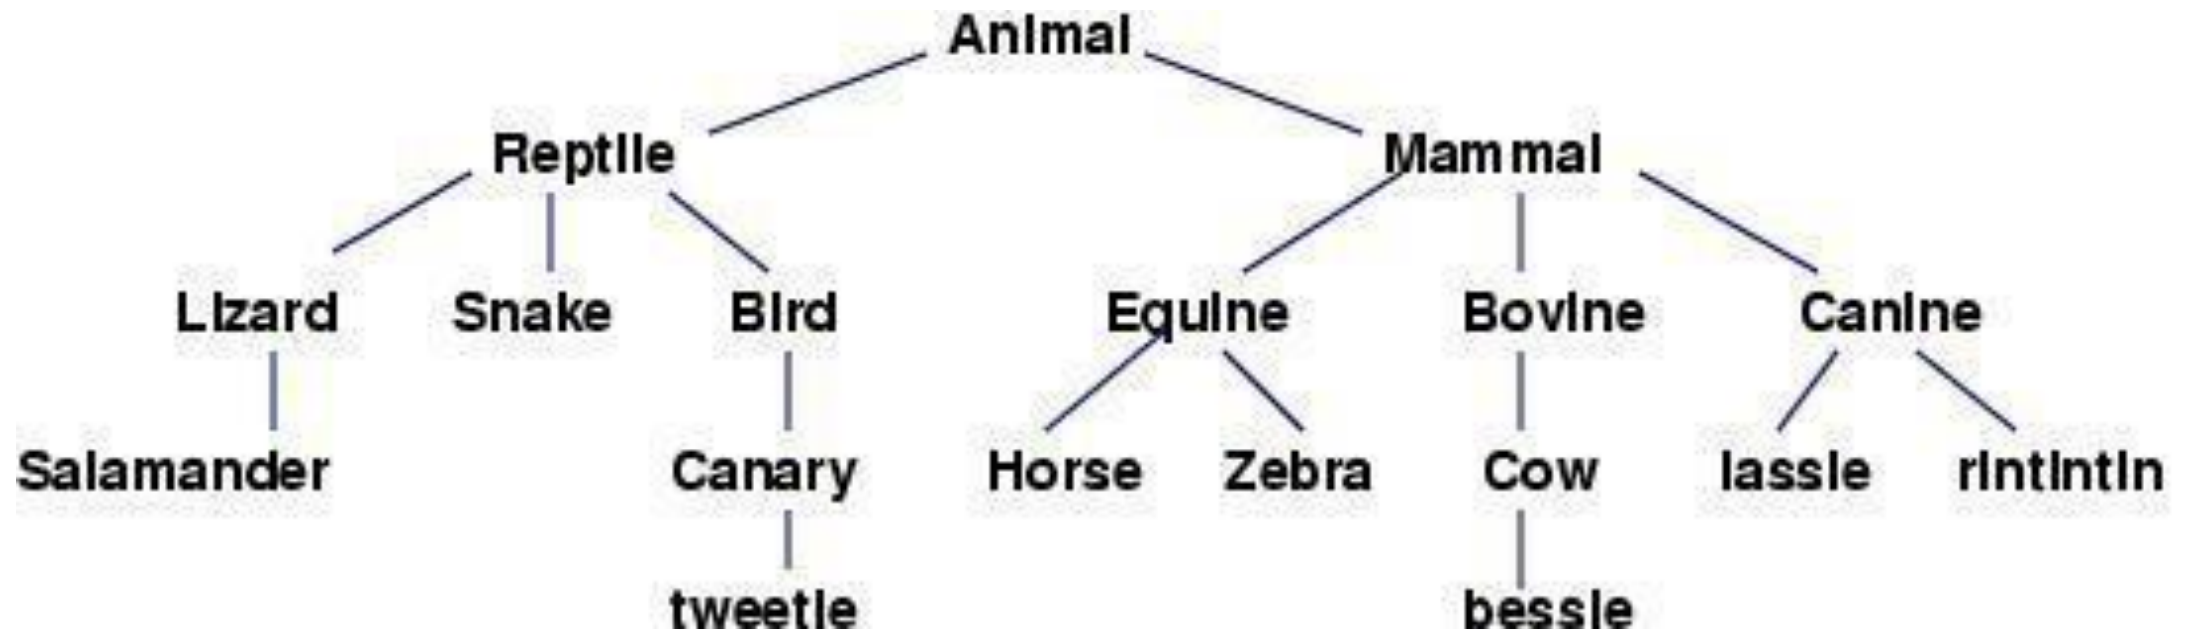 Animal
Reptile Mammal
Lizard Snake Bird Equine Bovine Canine
Salamander Canary Horse Zebra Cow lassie rintintin
tweetie bessie